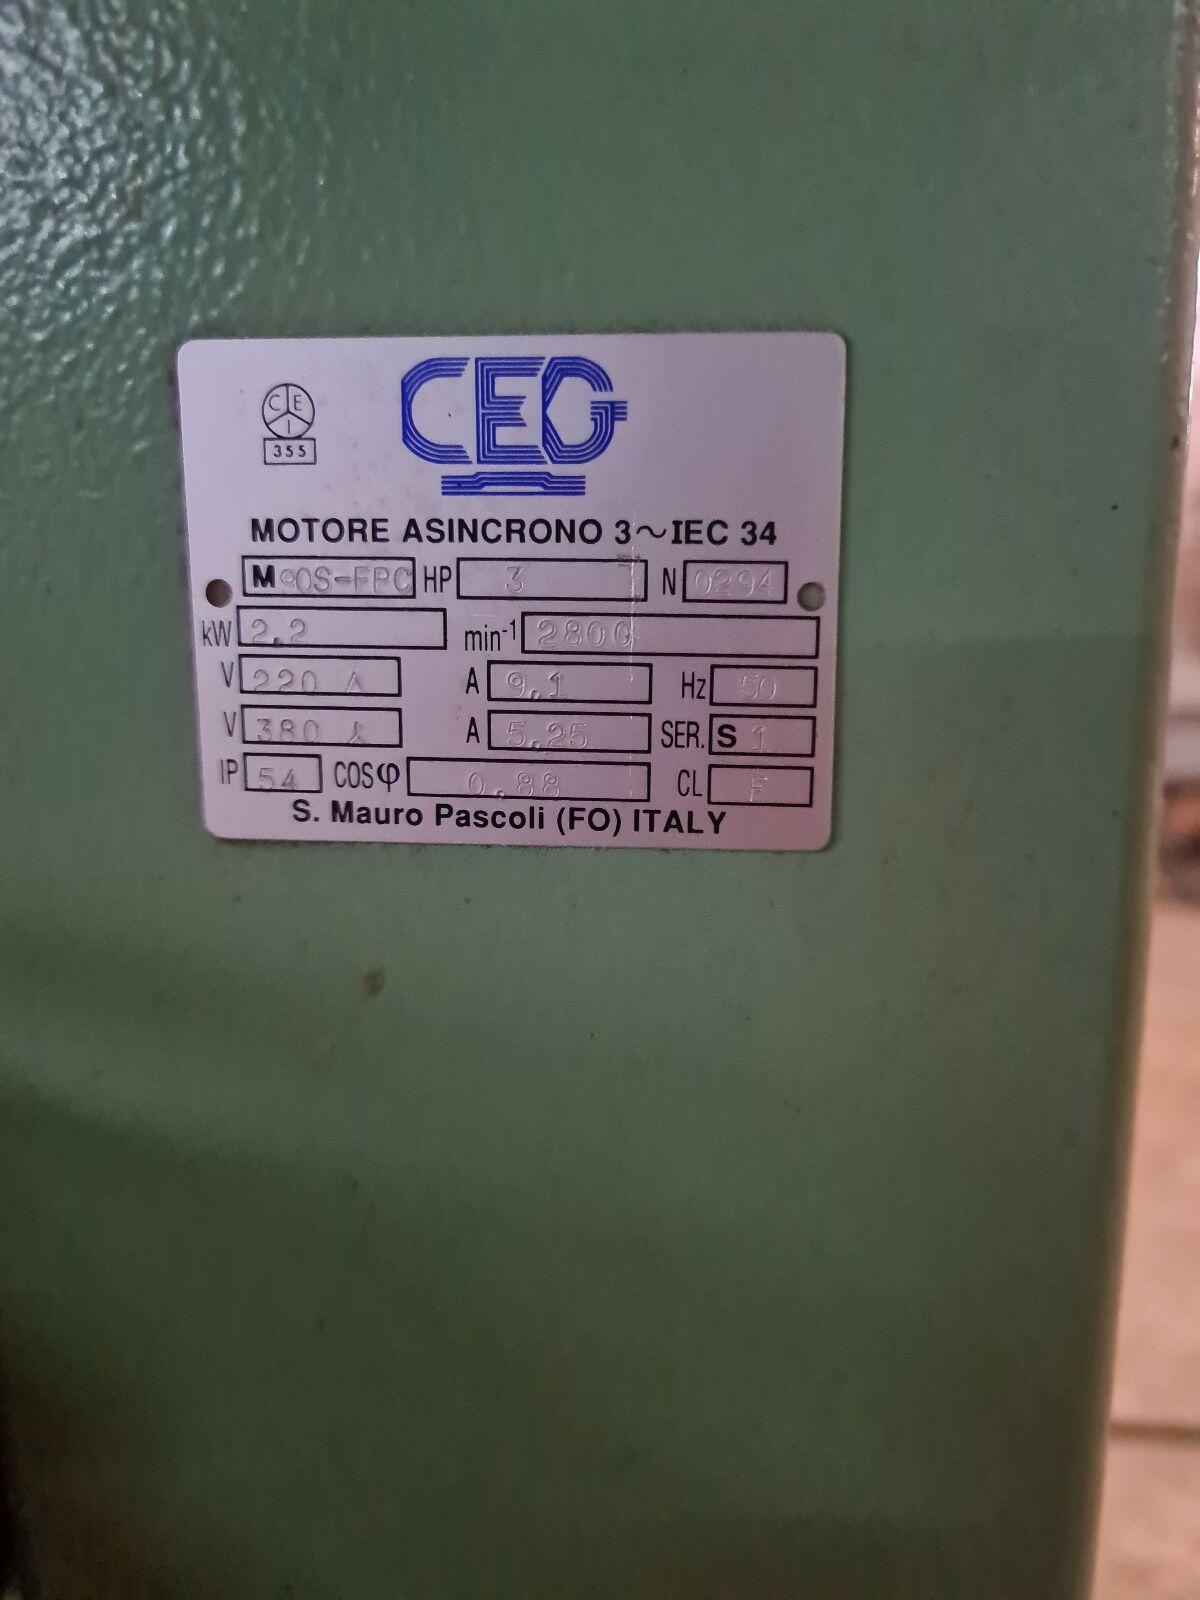 CEI
355
CEG
MOTORE ASINCRONO 3~IEC 34
M 90S-FPC HP 3 N 0294
kW 2.2 min-1 2800
V 220 Δ A 9.1 Hz 50
V 380 Y A 5.25 SER. S 1
IP 54 COSφ 0.88 CL F
S. Mauro Pascoli (FO) ITALY